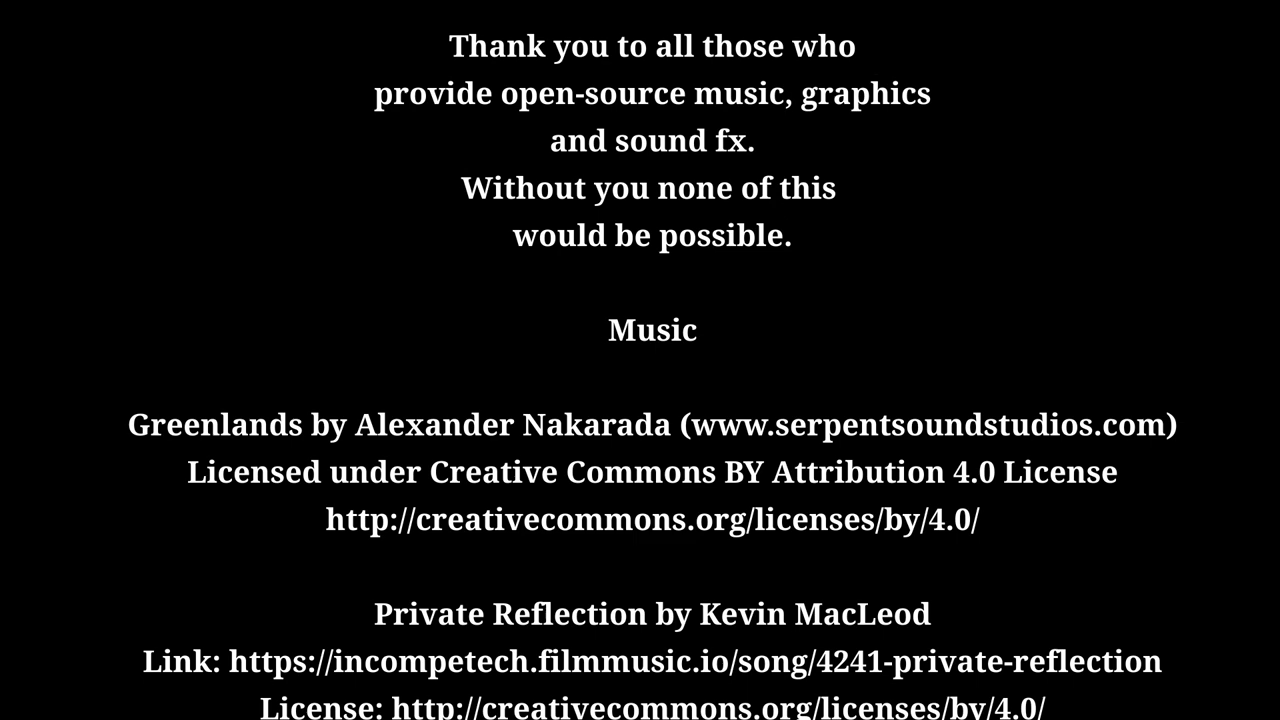 Thank you to all those who
provide open-source music, graphics
and sound fx.
Without you none of this
would be possible.
Music
Greenlands by Alexander Nakarada (www.serpentsoundstudios.com)
Licensed under Creative Commons BY Attribution 4.0 License
http://creativecommons.org/licenses/by/4.0/
Private Reflection by Kevin MacLeod
Link: https://incompetech.filmmusic.io/song/4241-private-reflection
License: http://creativecommons.org/licenses/by/4.0/